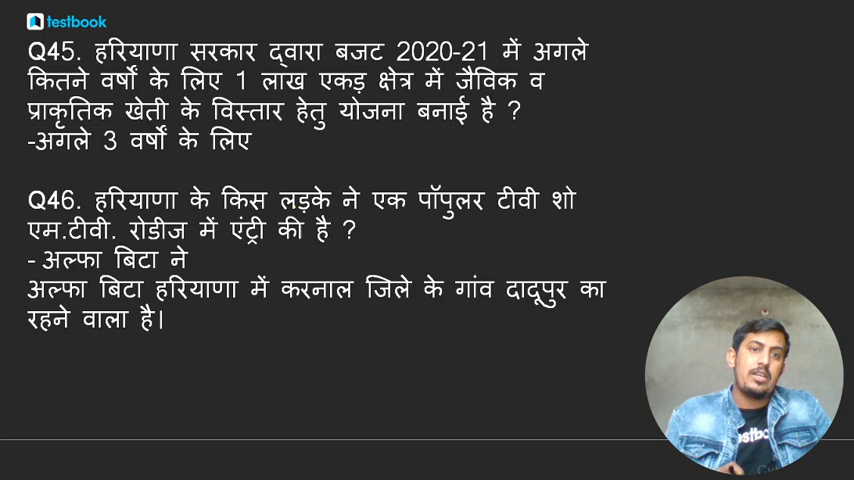 testbook
Q45. हरियाणा सरकार द्वारा बजट 2020-21 में अगले
कितने वर्षों के लिए 1 लाख एकड़ क्षेत्र में जैविक व
प्राकृतिक खेती के विस्तार हेतु योजना बनाई है ?
-अगले 3 वर्षों के लिए
Q46. हरियाणा के किस लड़के ने एक पॉपुलर टीवी शो
एम.टीवी. रोडीज में एंट्री की है ?
- अल्फा बिटा ने
अल्फा बिटा हरियाणा में करनाल जिले के गांव दादूपुर का
रहने वाला है।